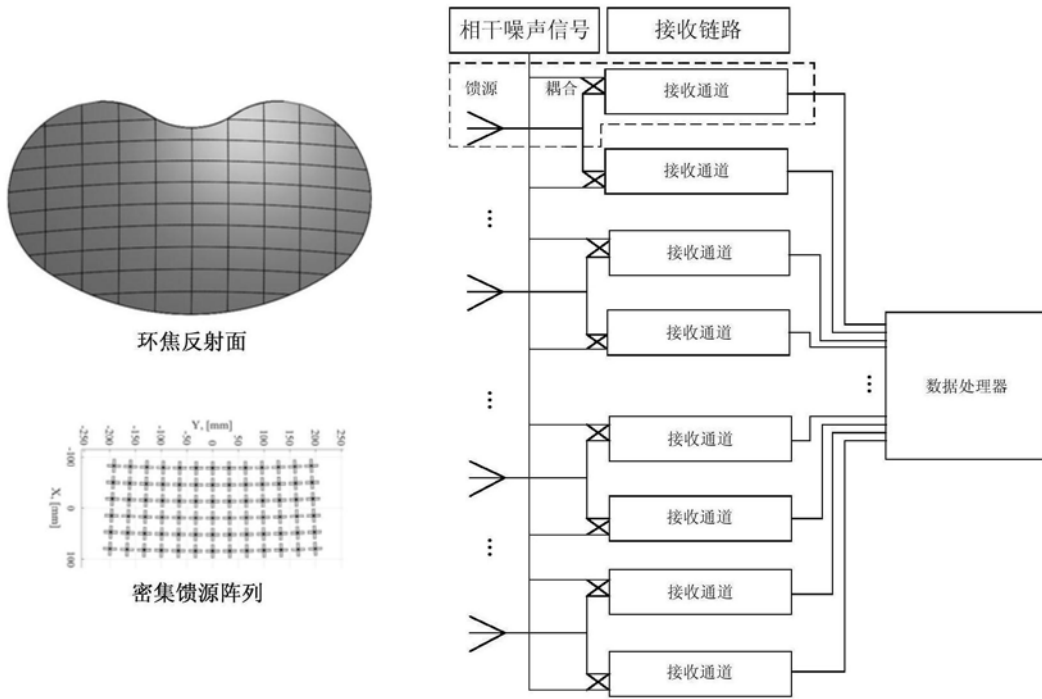 相干噪声信号
接收链路
馈源
耦合
接收通道
接收通道
...
接收通道
接收通道
...
接收通道
接收通道
...
接收通道
接收通道
...
数据处理器
环焦反射面
Y, [mm]
-250 -200 -150 -100 -50 0 50 100 150 200 250
X, [mm]
-100 0 100
密集馈源阵列